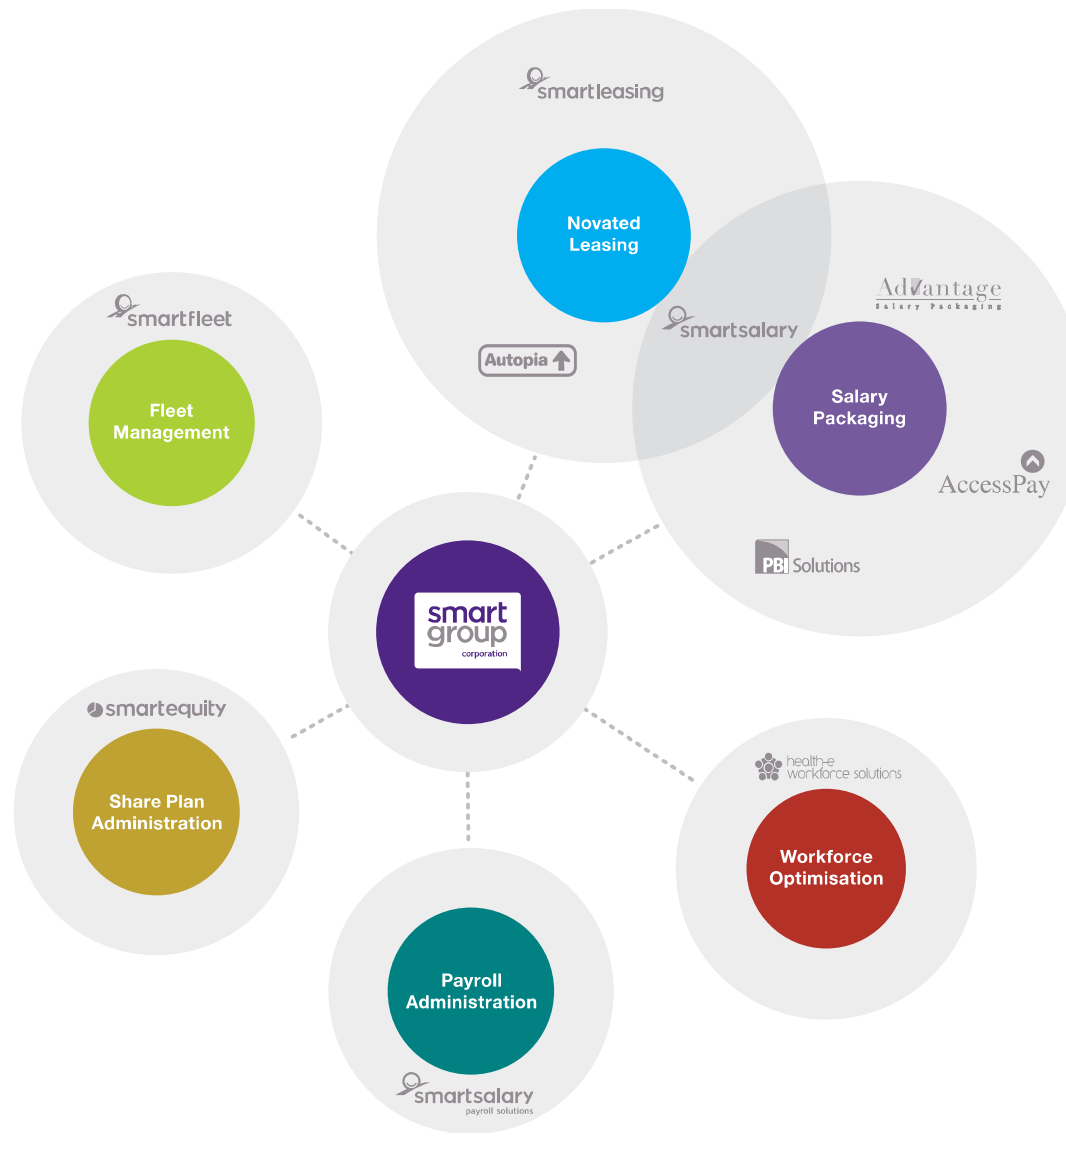 smartleasing
Novated
Leasing
Autopia
smartsalary
Advantage
Salary Packaging
Salary
Packaging
AccessPay
PBI Solutions
smartfleet
Fleet
Management
smart
group
corporation
smartequity
Share Plan
Administration
health-e
workforce solutions
Workforce
Optimisation
Payroll
Administration
smartsalary
payroll solutions